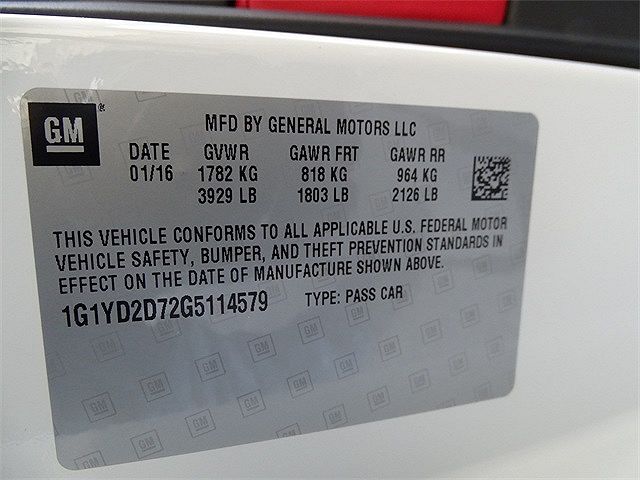 GM ®
MFD BY GENERAL MOTORS LLC
DATE GVWR GAWR FRT GAWR RR
01/16 1782 KG 818 KG 964 KG
3929 LB 1803 LB 2126 LB
THIS VEHICLE CONFORMS TO ALL APPLICABLE U.S. FEDERAL MOTOR
VEHICLE SAFETY, BUMPER, AND THEFT PREVENTION STANDARDS IN
EFFECT ON THE DATE OF MANUFACTURE SHOWN ABOVE.
1G1YD2D72G5114579 TYPE: PASS CAR